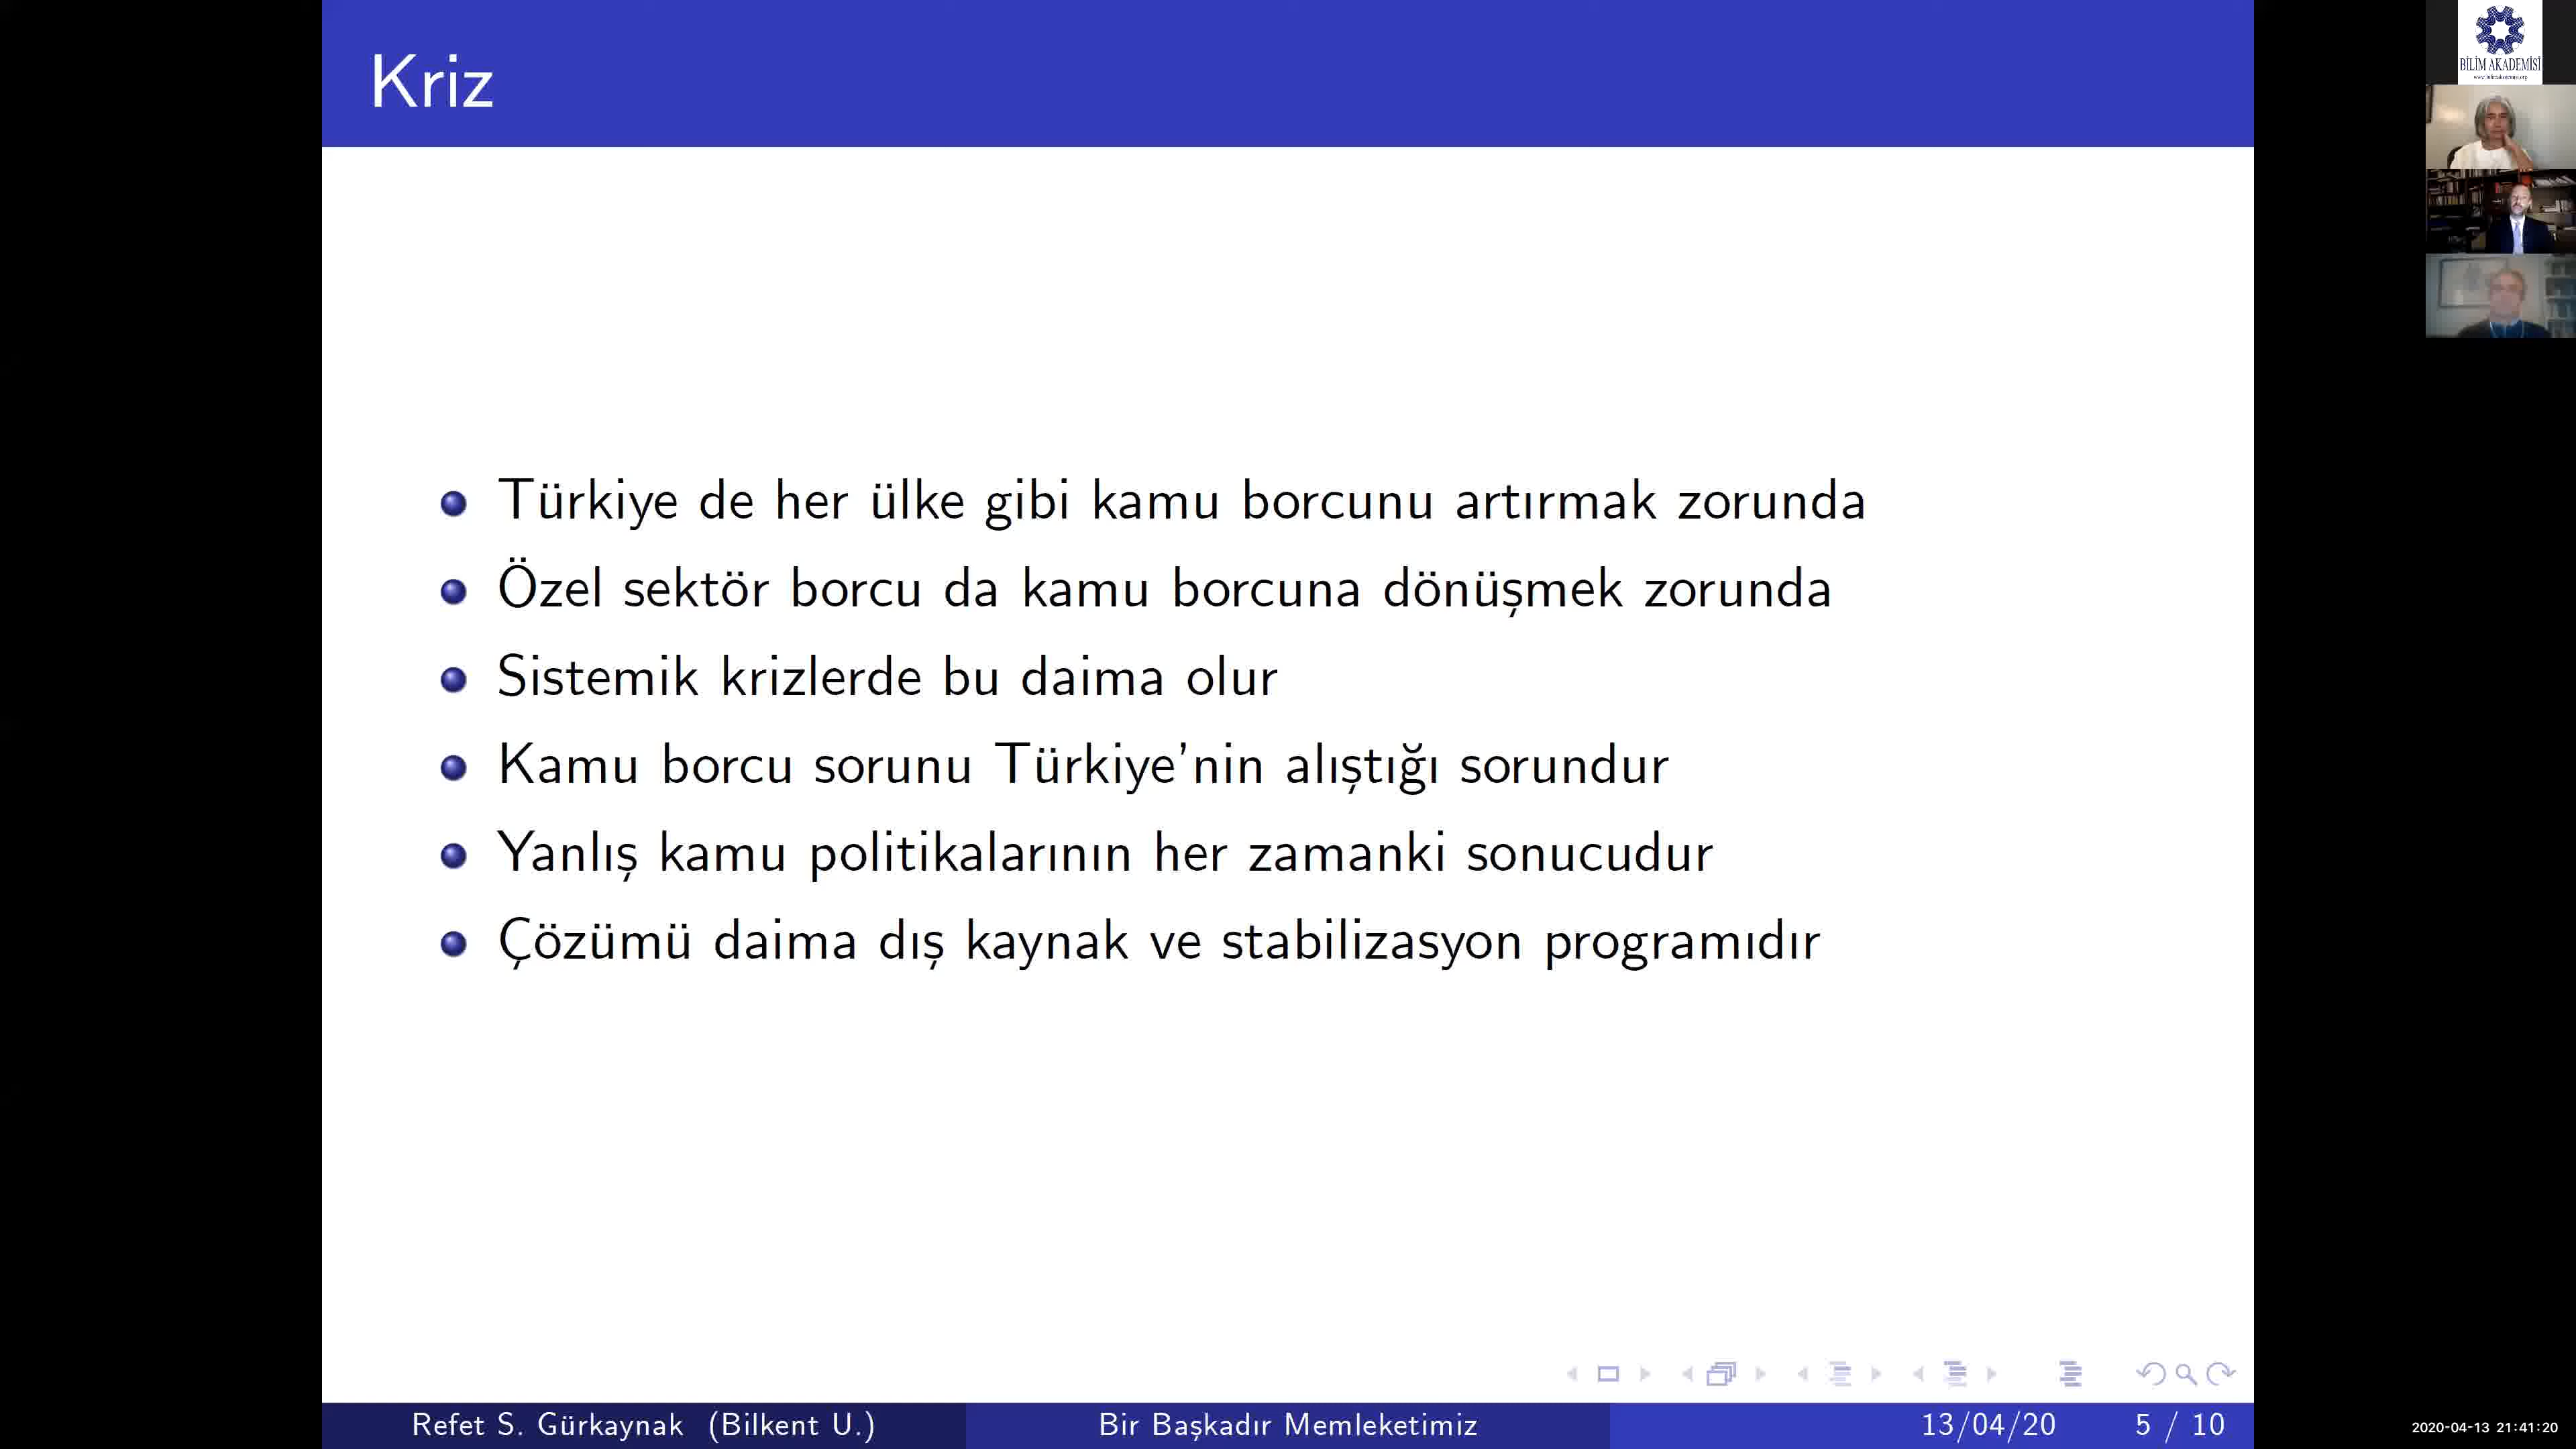 Kriz
Türkiye de her ülke gibi kamu borcunu artırmak zorunda
Özel sektör borcu da kamu borcuna dönüşmek zorunda
Sistemik krizlerde bu daima olur
Kamu borcu sorunu Türkiye'nin alıştığı sorundur
Yanlış kamu politikalarının her zamanki sonucudur
Çözümü daima dış kaynak ve stabilizasyon programıdır
Refet S. Gürkaynak (Bilkent U.)
Bir Başkadır Memleketimiz
13/04/20
5 / 10
BİLİM AKADEMİSİ
www.bilimakademisi.org
2020-04-13 21:41:20